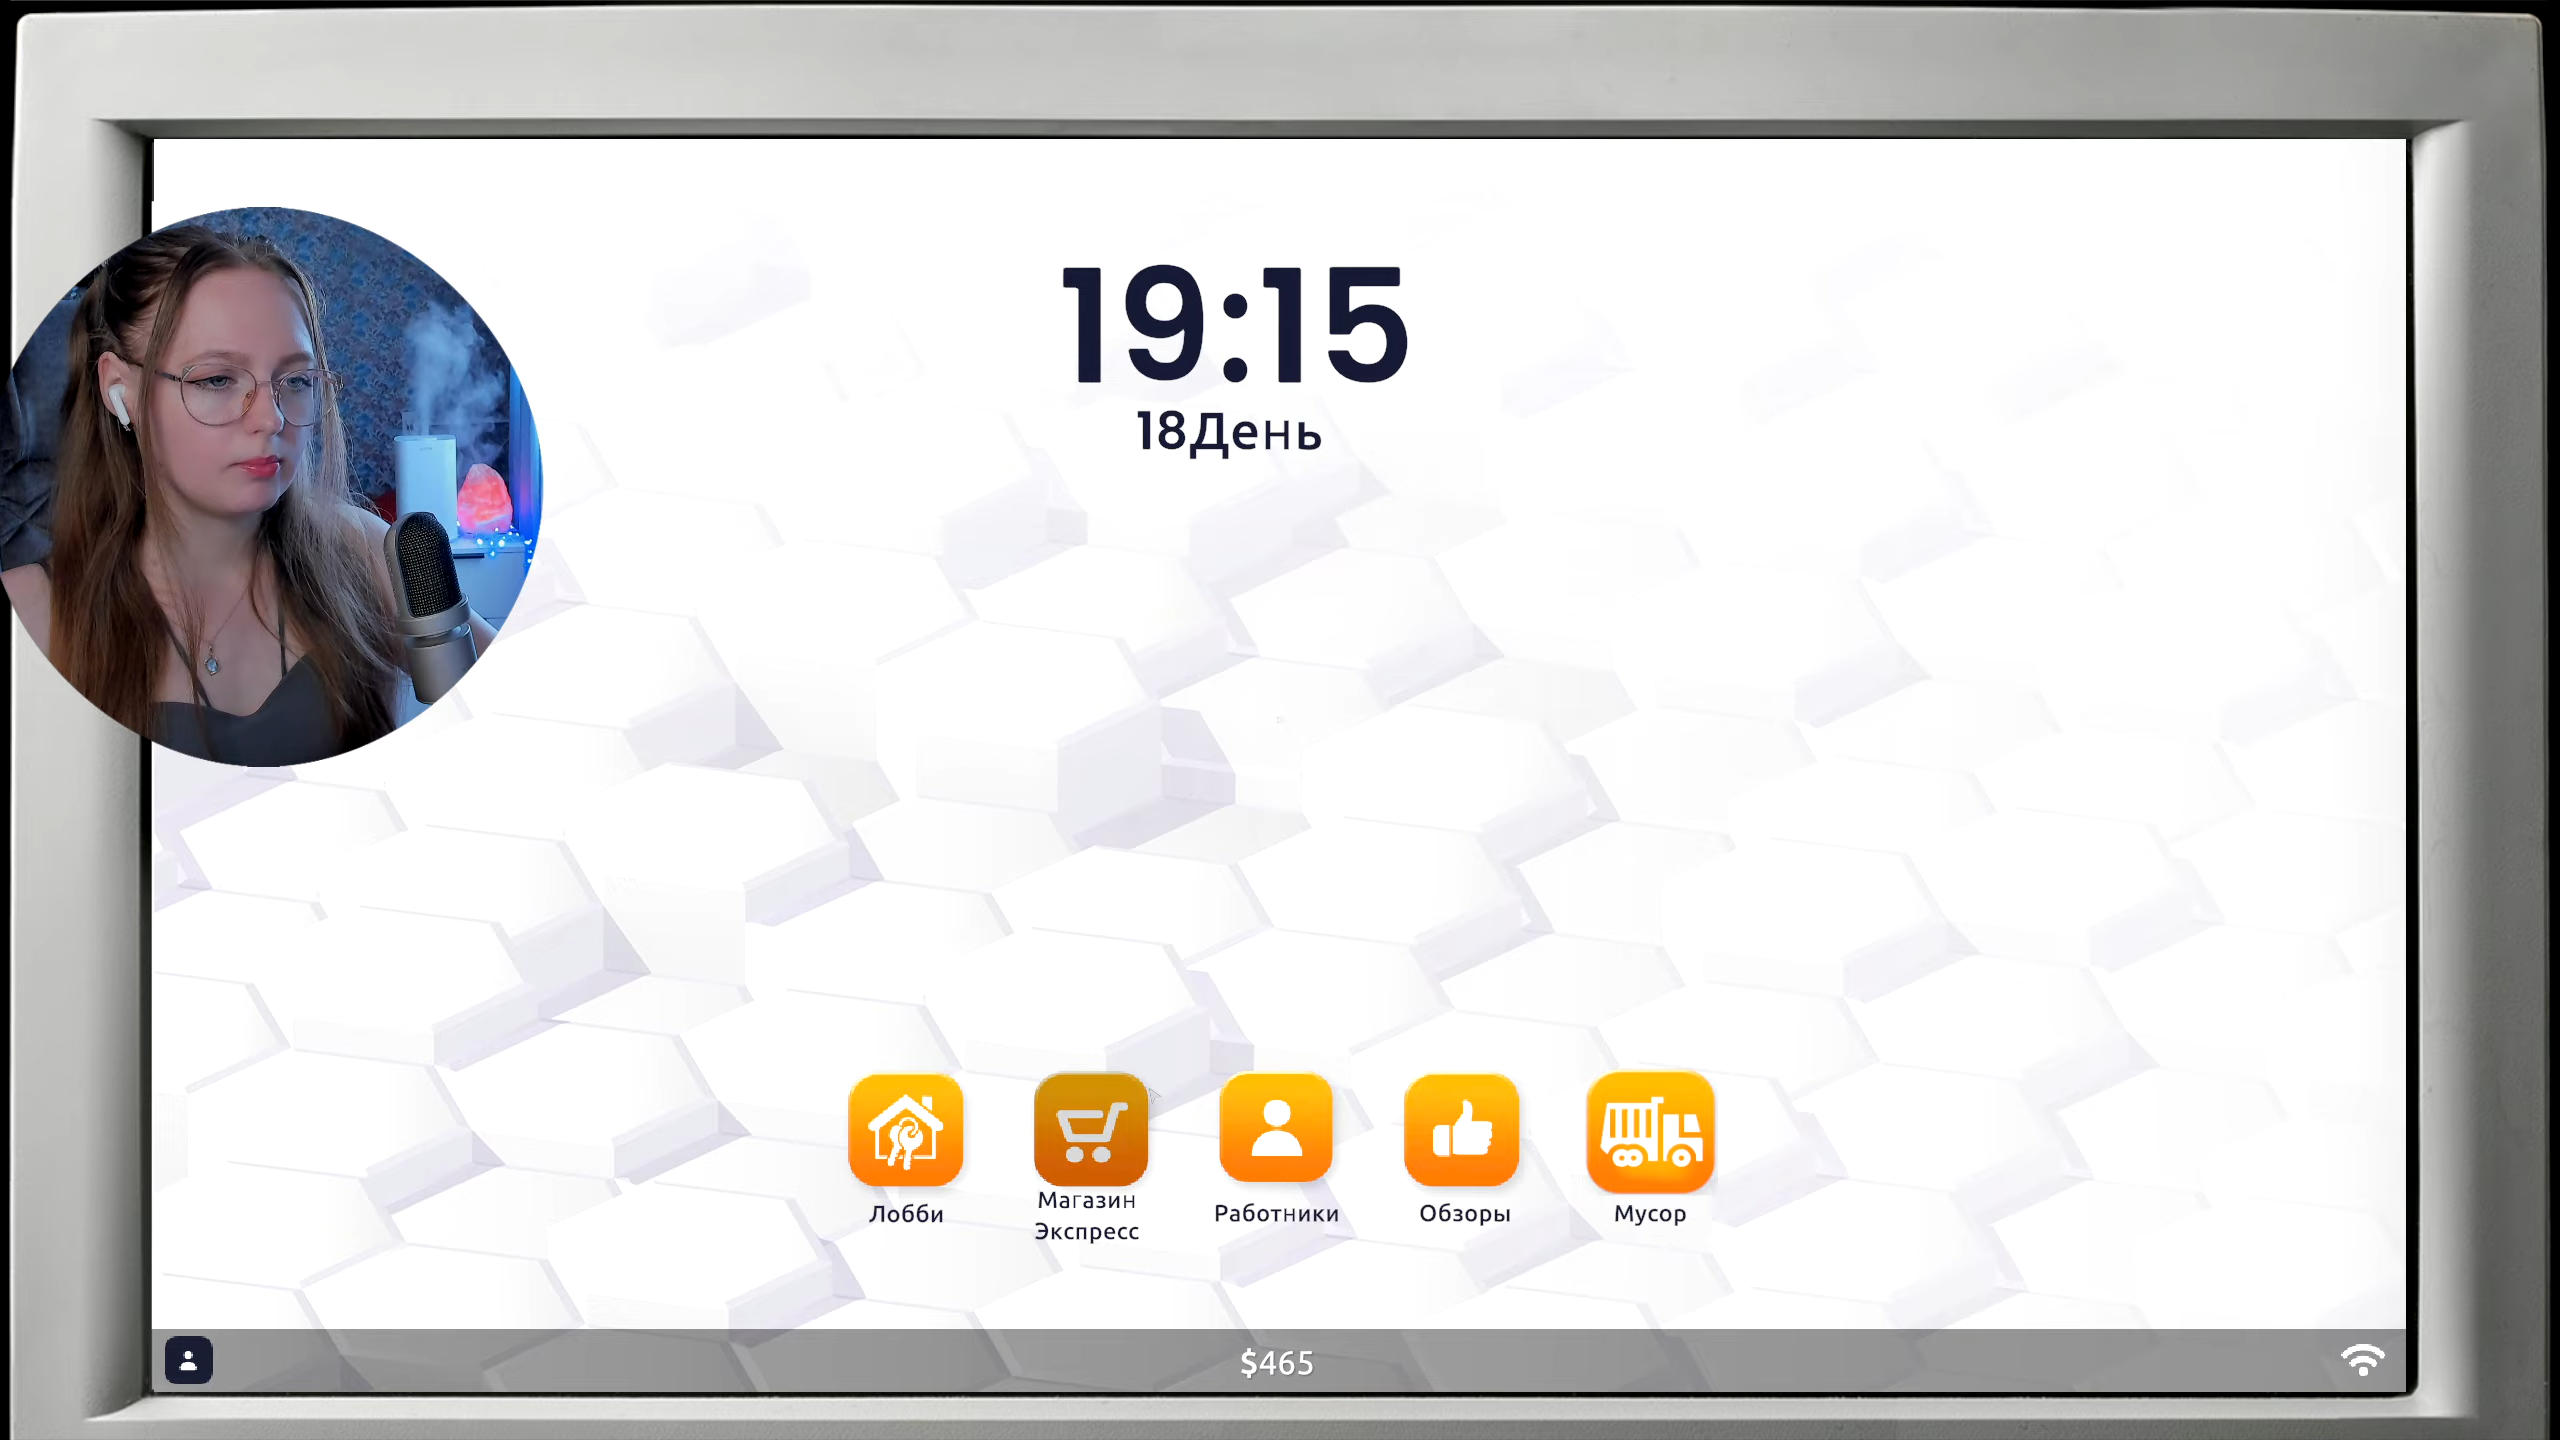 19:15
18День
Лобби
Магазин
Экспресс
Работники
Обзоры
Мусор
$465